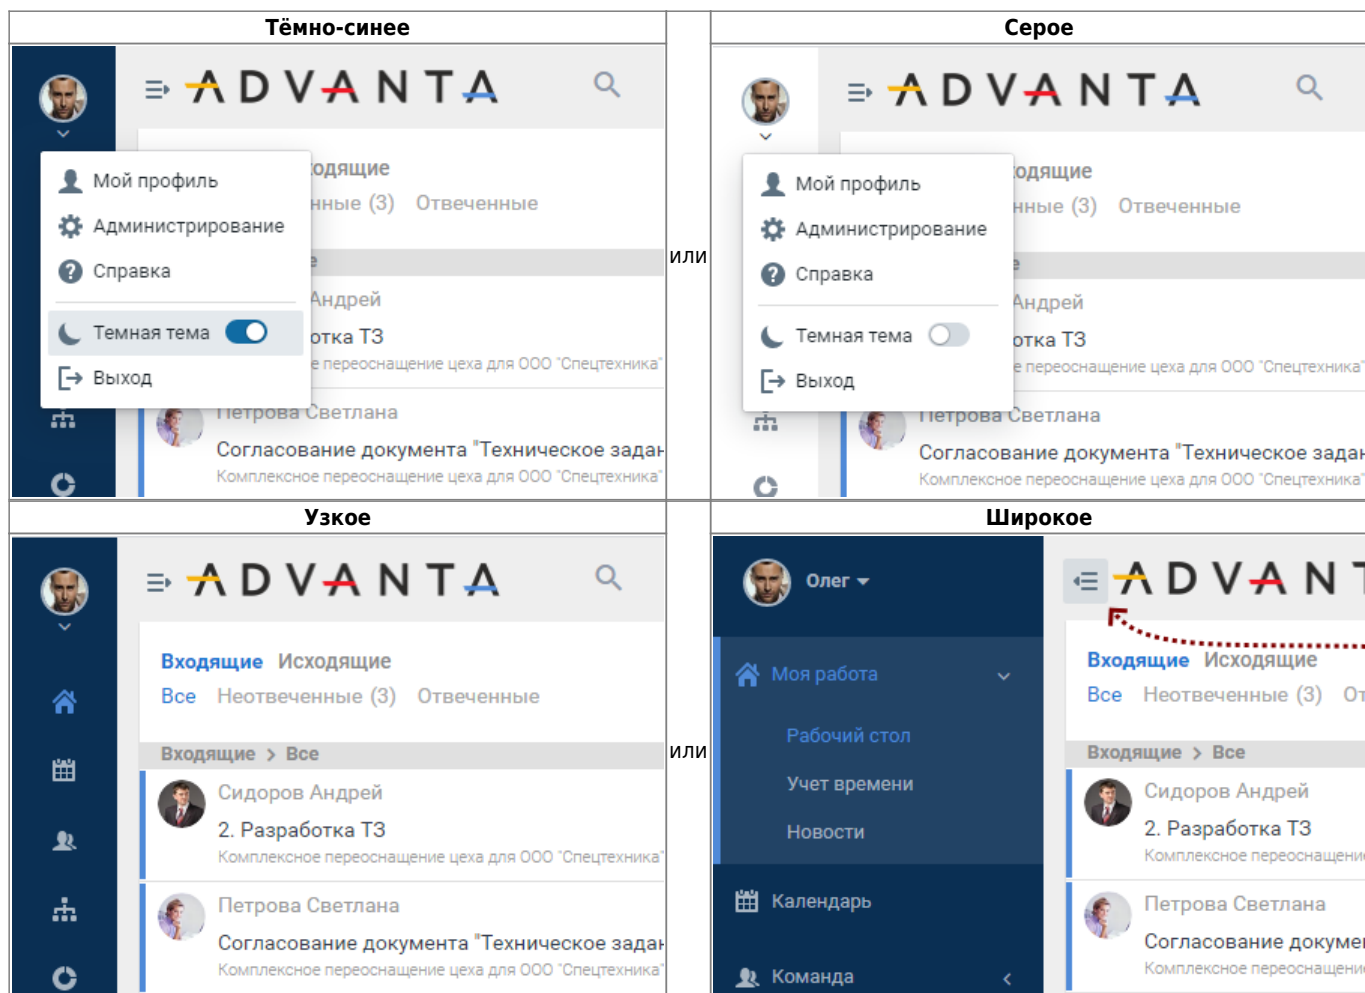 Тёмно-синее
ADVANTA
одящие
нные (3) Отвеченные
Мой профиль
Администрирование
Справка
Темная тема
Выход
Андрей
отка ТЗ
е переоснащение цеха для ООО "Спецтехника"
Петрова Светлана
Согласование документа "Техническое задан
Комплексное переоснащение цеха для ООО "Спецтехника"
или
Серое
ADVANTA
одящие
нные (3) Отвеченные
Мой профиль
Администрирование
Справка
Темная тема
Выход
Андрей
отка ТЗ
е переоснащение цеха для ООО "Спецтехника"
Петрова Светлана
Согласование документа "Техническое задан
Комплексное переоснащение цеха для ООО "Спецтехника"
Узкое
ADVANTA
Входящие Исходящие
Все Неотвеченные (3) Отвеченные
Входящие > Все
Сидоров Андрей
2. Разработка ТЗ
Комплексное переоснащение цеха для ООО "Спецтехника"
Петрова Светлана
Согласование документа "Техническое задан
Комплексное переоснащение цеха для ООО "Спецтехника"
или
Широкое
Олег
Моя работа
Рабочий стол
Учет времени
Новости
Календарь
Команда
ADVANT
Входящие Исходящие
Все Неотвеченные (3) От
Входящие > Все
Сидоров Андрей
2. Разработка ТЗ
Комплексное переоснащени
Петрова Светлана
Согласование докумен
Комплексное переоснащени